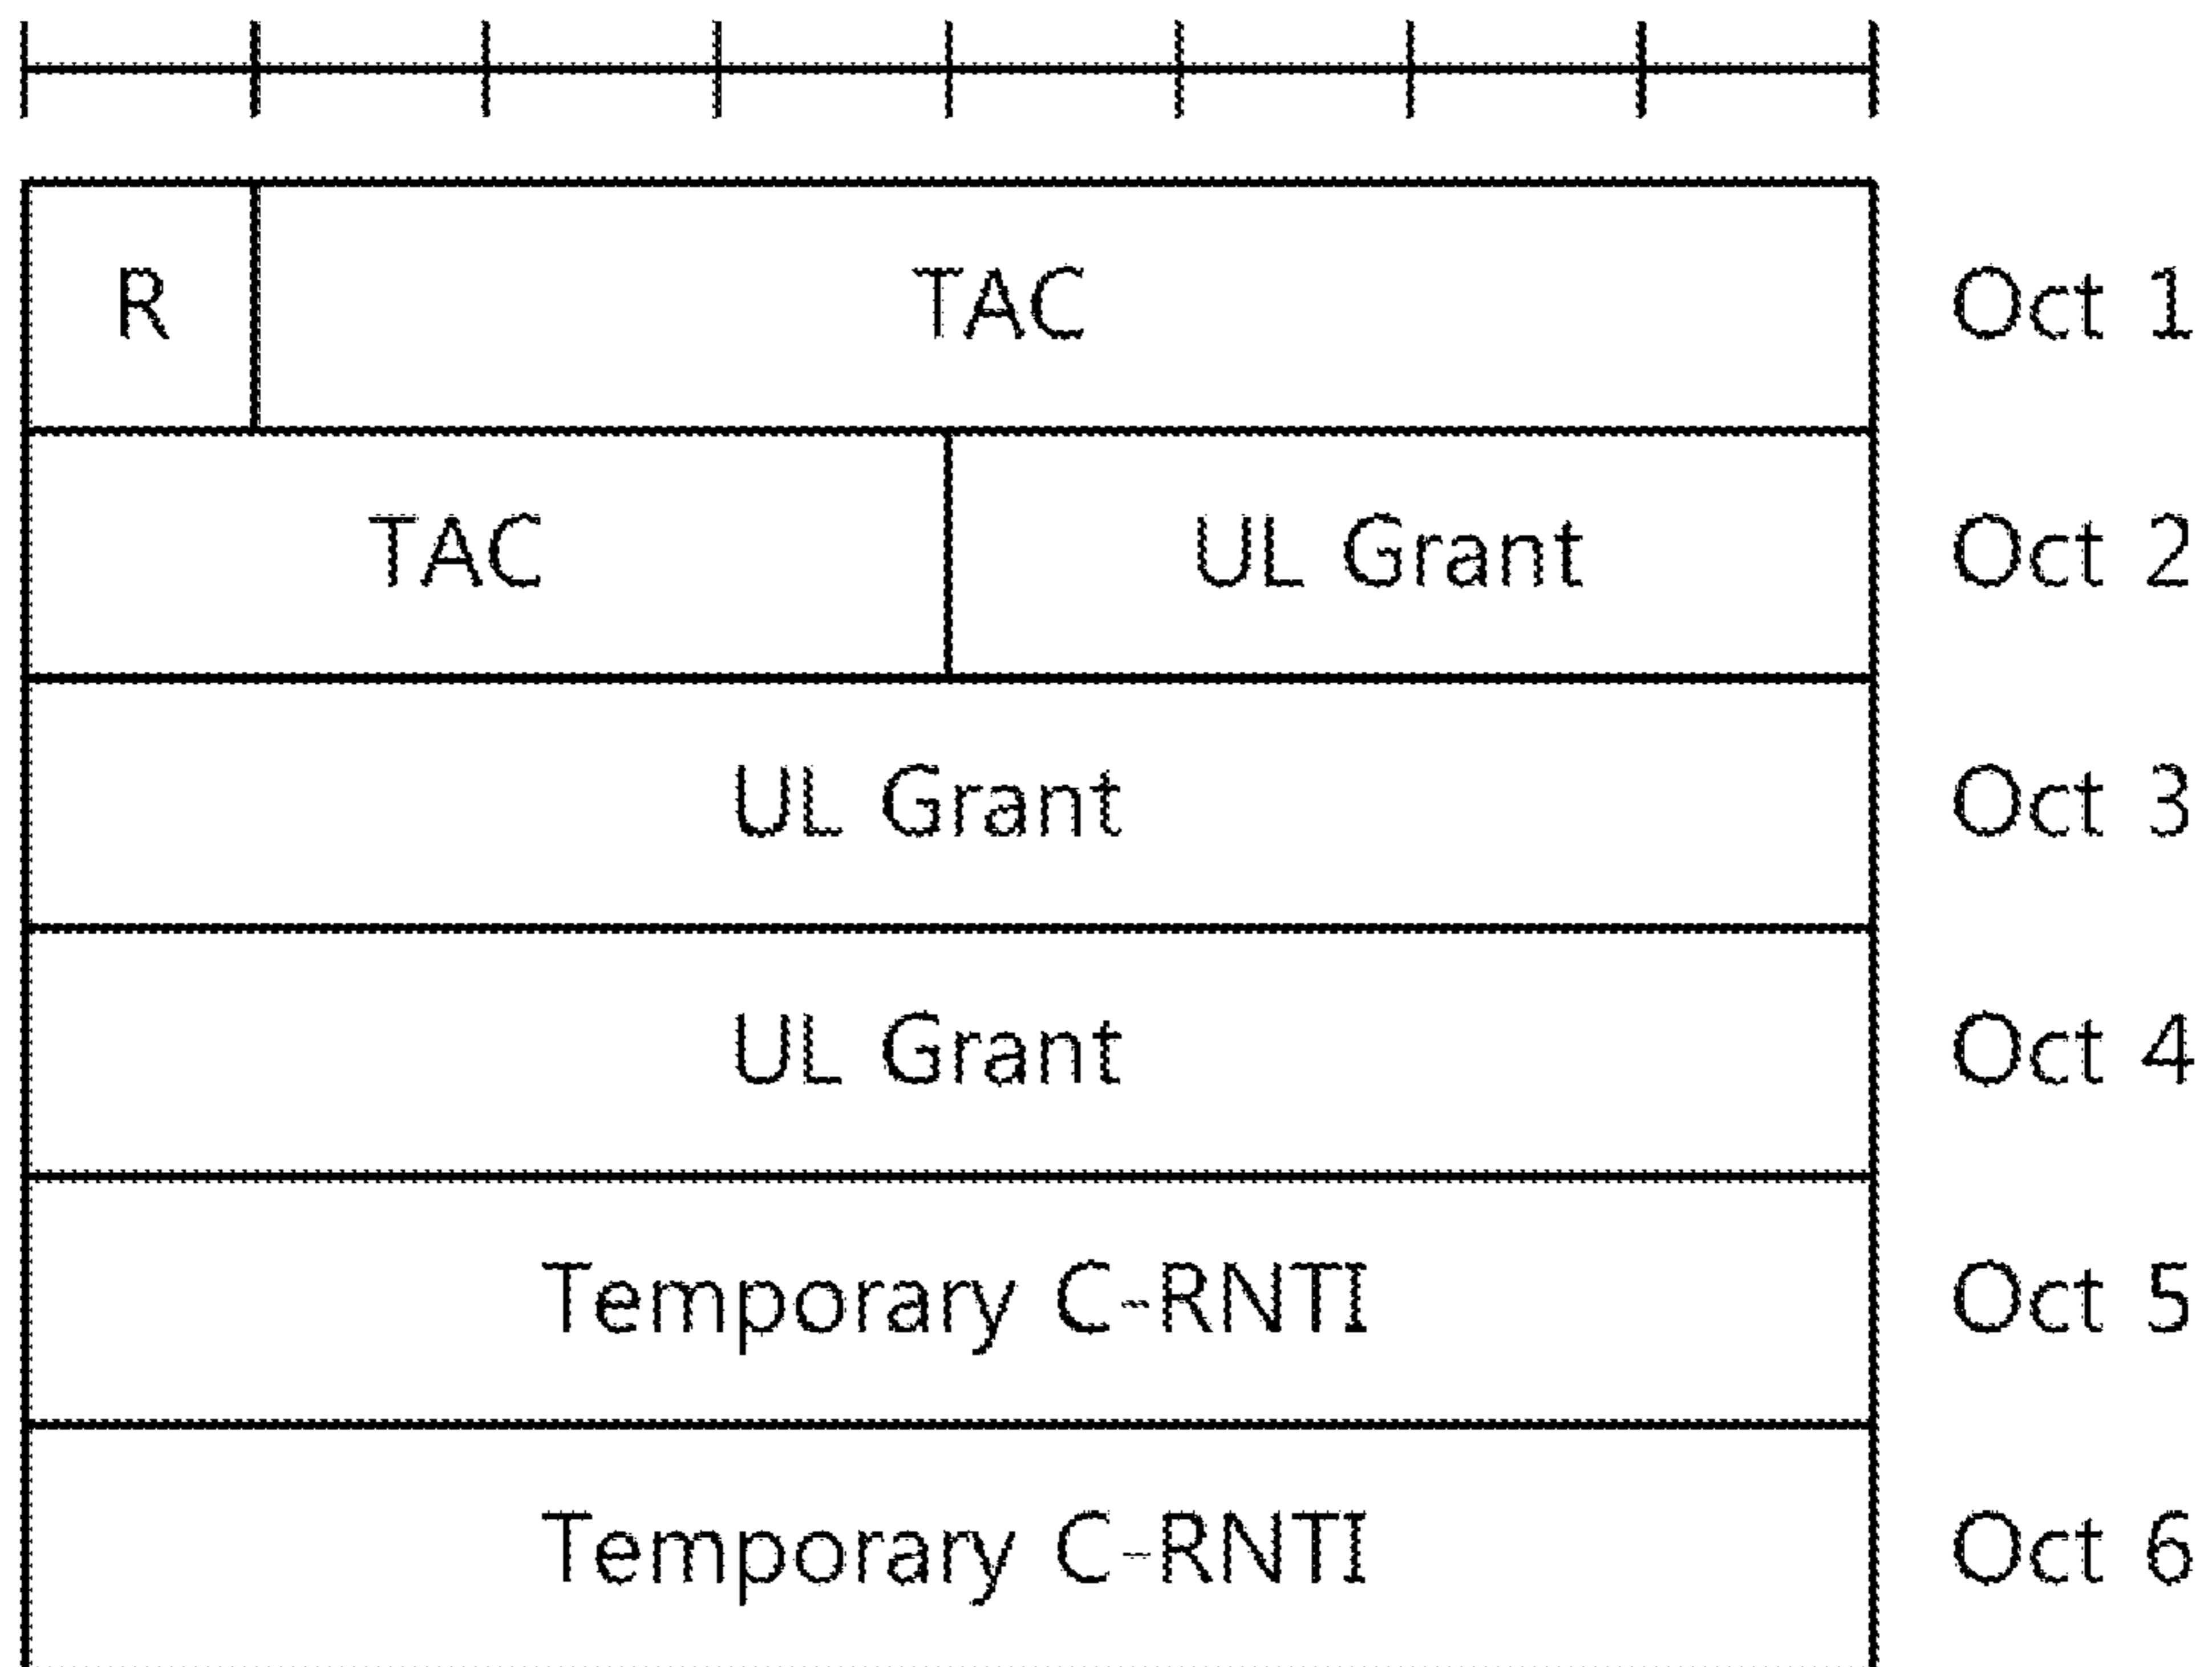 R TAC Oct 1
TAC UL Grant Oct 2
UL Grant Oct 3
UL Grant Oct 4
Temporary C-RNTI Oct 5
Temporary C-RNTI Oct 6